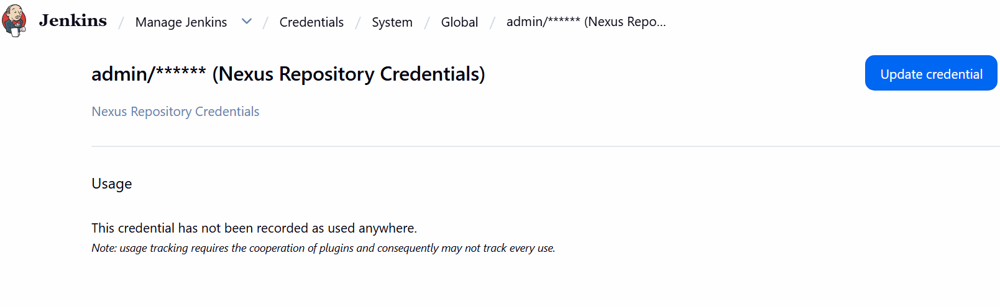 Jenkins / Manage Jenkins / Credentials / System / Global / admin/****** (Nexus Repo...
admin/****** (Nexus Repository Credentials)
Update credential
Nexus Repository Credentials
Usage
This credential has not been recorded as used anywhere.
Note: usage tracking requires the cooperation of plugins and consequently may not track every use.